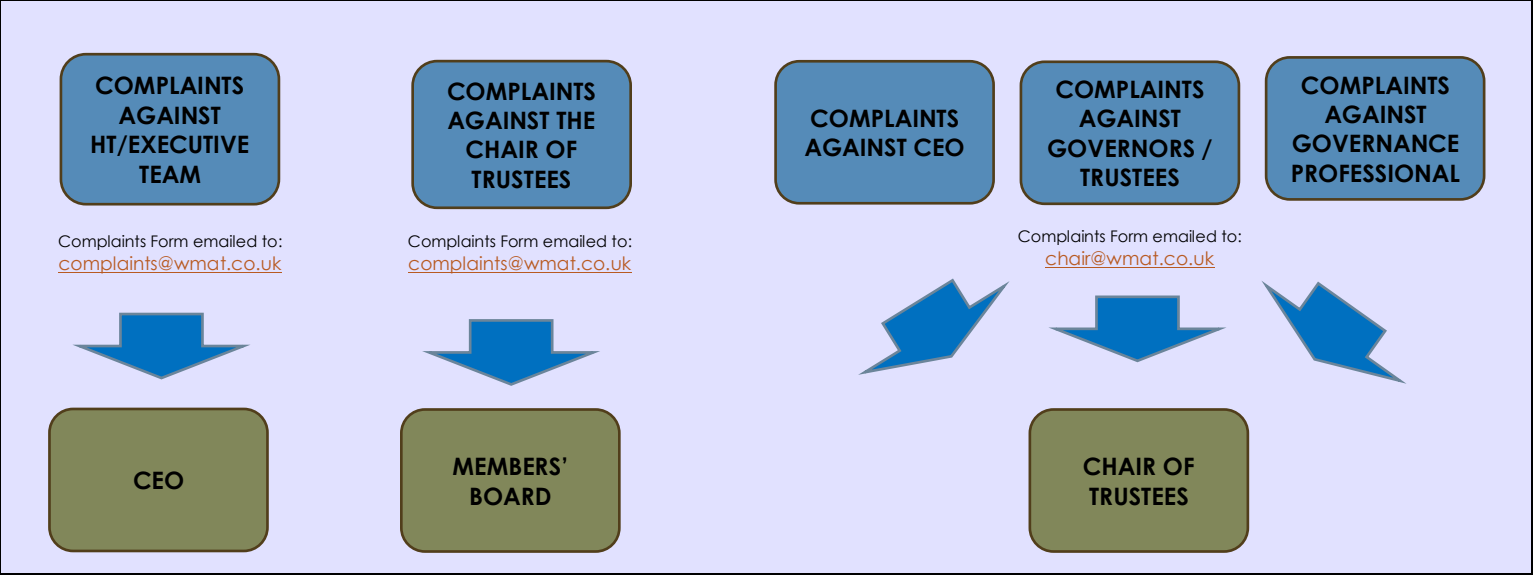 COMPLAINTS
AGAINST
HT/EXECUTIVE
TEAM
Complaints Form emailed to:
complaints@wmat.co.uk
CEO
COMPLAINTS
AGAINST THE
CHAIR OF
TRUSTEES
Complaints Form emailed to:
complaints@wmat.co.uk
MEMBERS’
BOARD
COMPLAINTS
AGAINST CEO
COMPLAINTS
AGAINST
GOVERNORS /
TRUSTEES
COMPLAINTS
AGAINST
GOVERNANCE
PROFESSIONAL
Complaints Form emailed to:
chair@wmat.co.uk
CHAIR OF
TRUSTEES